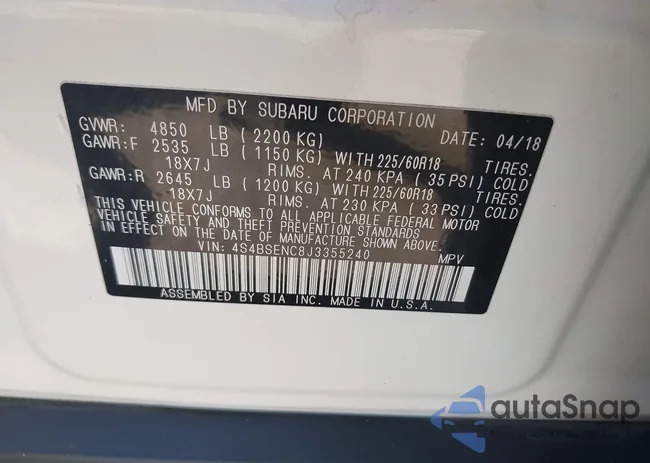 MFD BY SUBARU CORPORATION
GVWR: 4850 LB (2200 KG) DATE: 04/18
GAWR:F 2535 LB (1150 KG) WITH 225/60R18 TIRES.
18X7J RIMS. AT 240 KPA (35 PSI) COLD
GAWR:R 2645 LB (1200 KG) WITH 225/60R18 TIRES.
18X7J RIMS. AT 230 KPA (33 PSI) COLD
THIS VEHICLE CONFORMS TO ALL APPLICABLE FEDERAL MOTOR
VEHICLE SAFETY AND THEFT PREVENTION STANDARDS
IN EFFECT ON THE DATE OF MANUFACTURE SHOWN ABOVE.
VIN: 4S4BSENC8J3355240 MPV
ASSEMBLED BY SIA INC. MADE IN U.S.A.
autaSnap